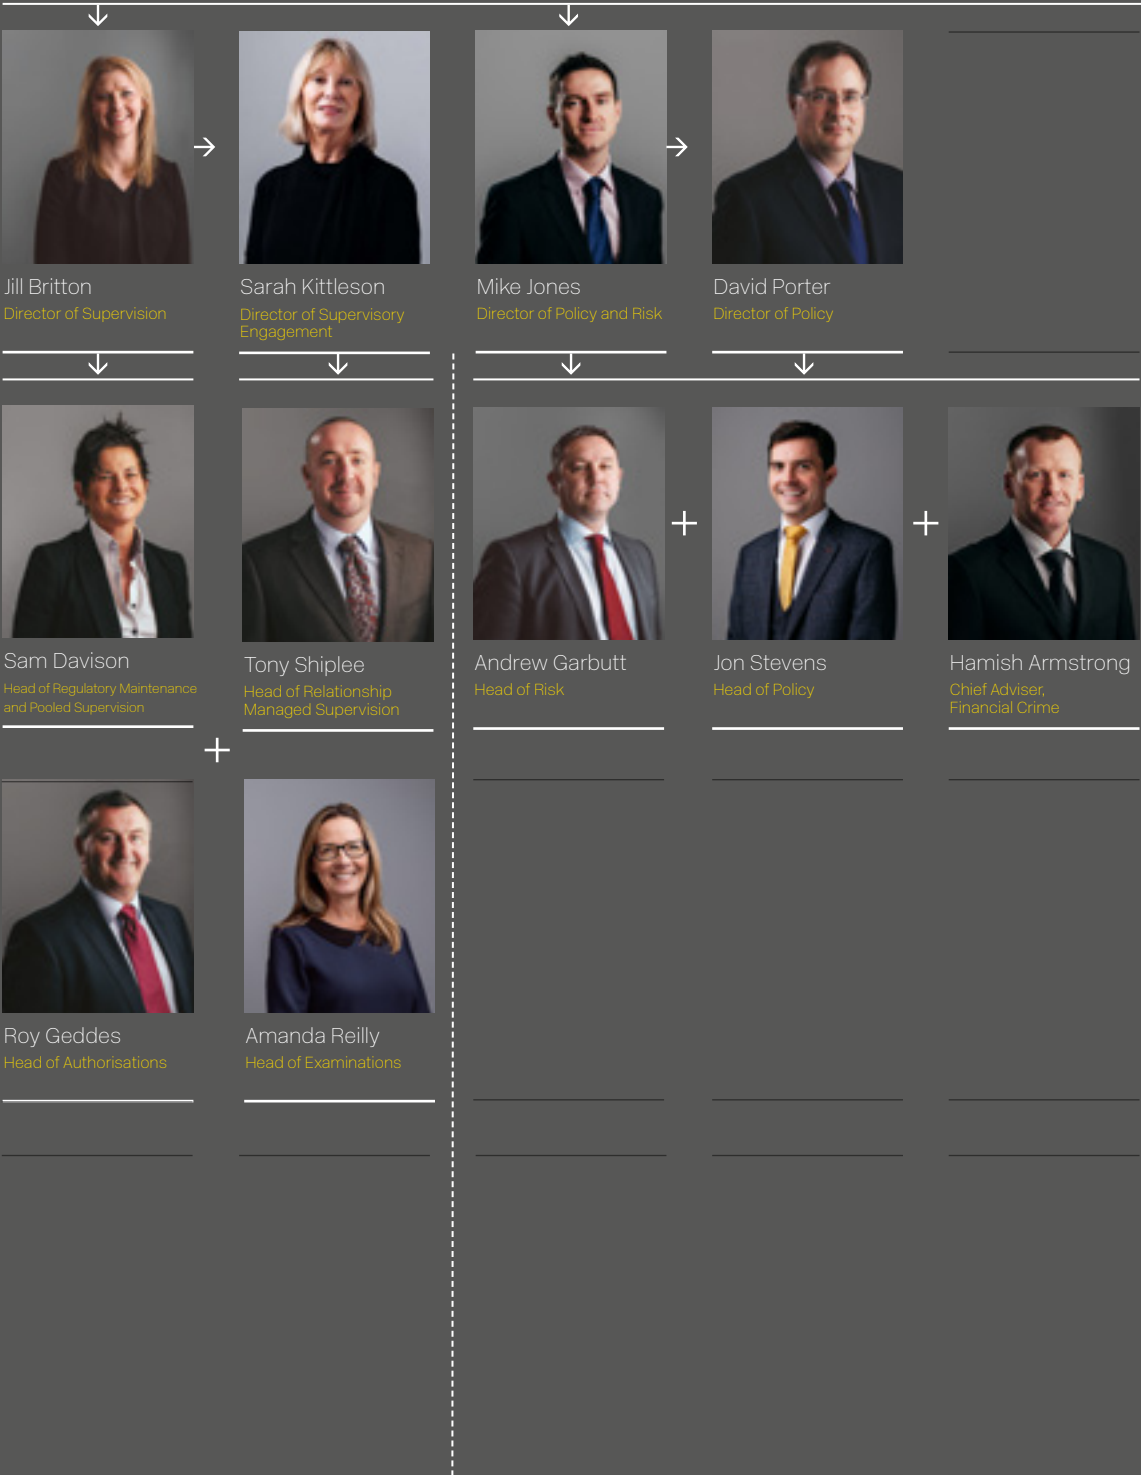 Jill Britton
Director of Supervision
Sarah Kittleson
Director of Supervisory
Engagement
Mike Jones
Director of Policy and Risk
David Porter
Director of Policy
Sam Davison
Head of Regulatory Maintenance
and Pooled Supervision
Tony Shiplee
Head of Relationship
Managed Supervision
Andrew Garbutt
Head of Risk
Jon Stevens
Head of Policy
Hamish Armstrong
Chief Adviser,
Financial Crime
Roy Geddes
Head of Authorisations
Amanda Reilly
Head of Examinations